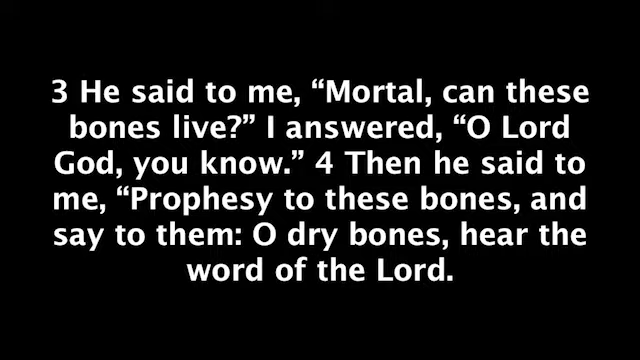 3 He said to me, “Mortal, can these
bones live?” I answered, “O Lord
God, you know.” 4 Then he said to
me, “Prophesy to these bones, and
say to them: O dry bones, hear the
word of the Lord.